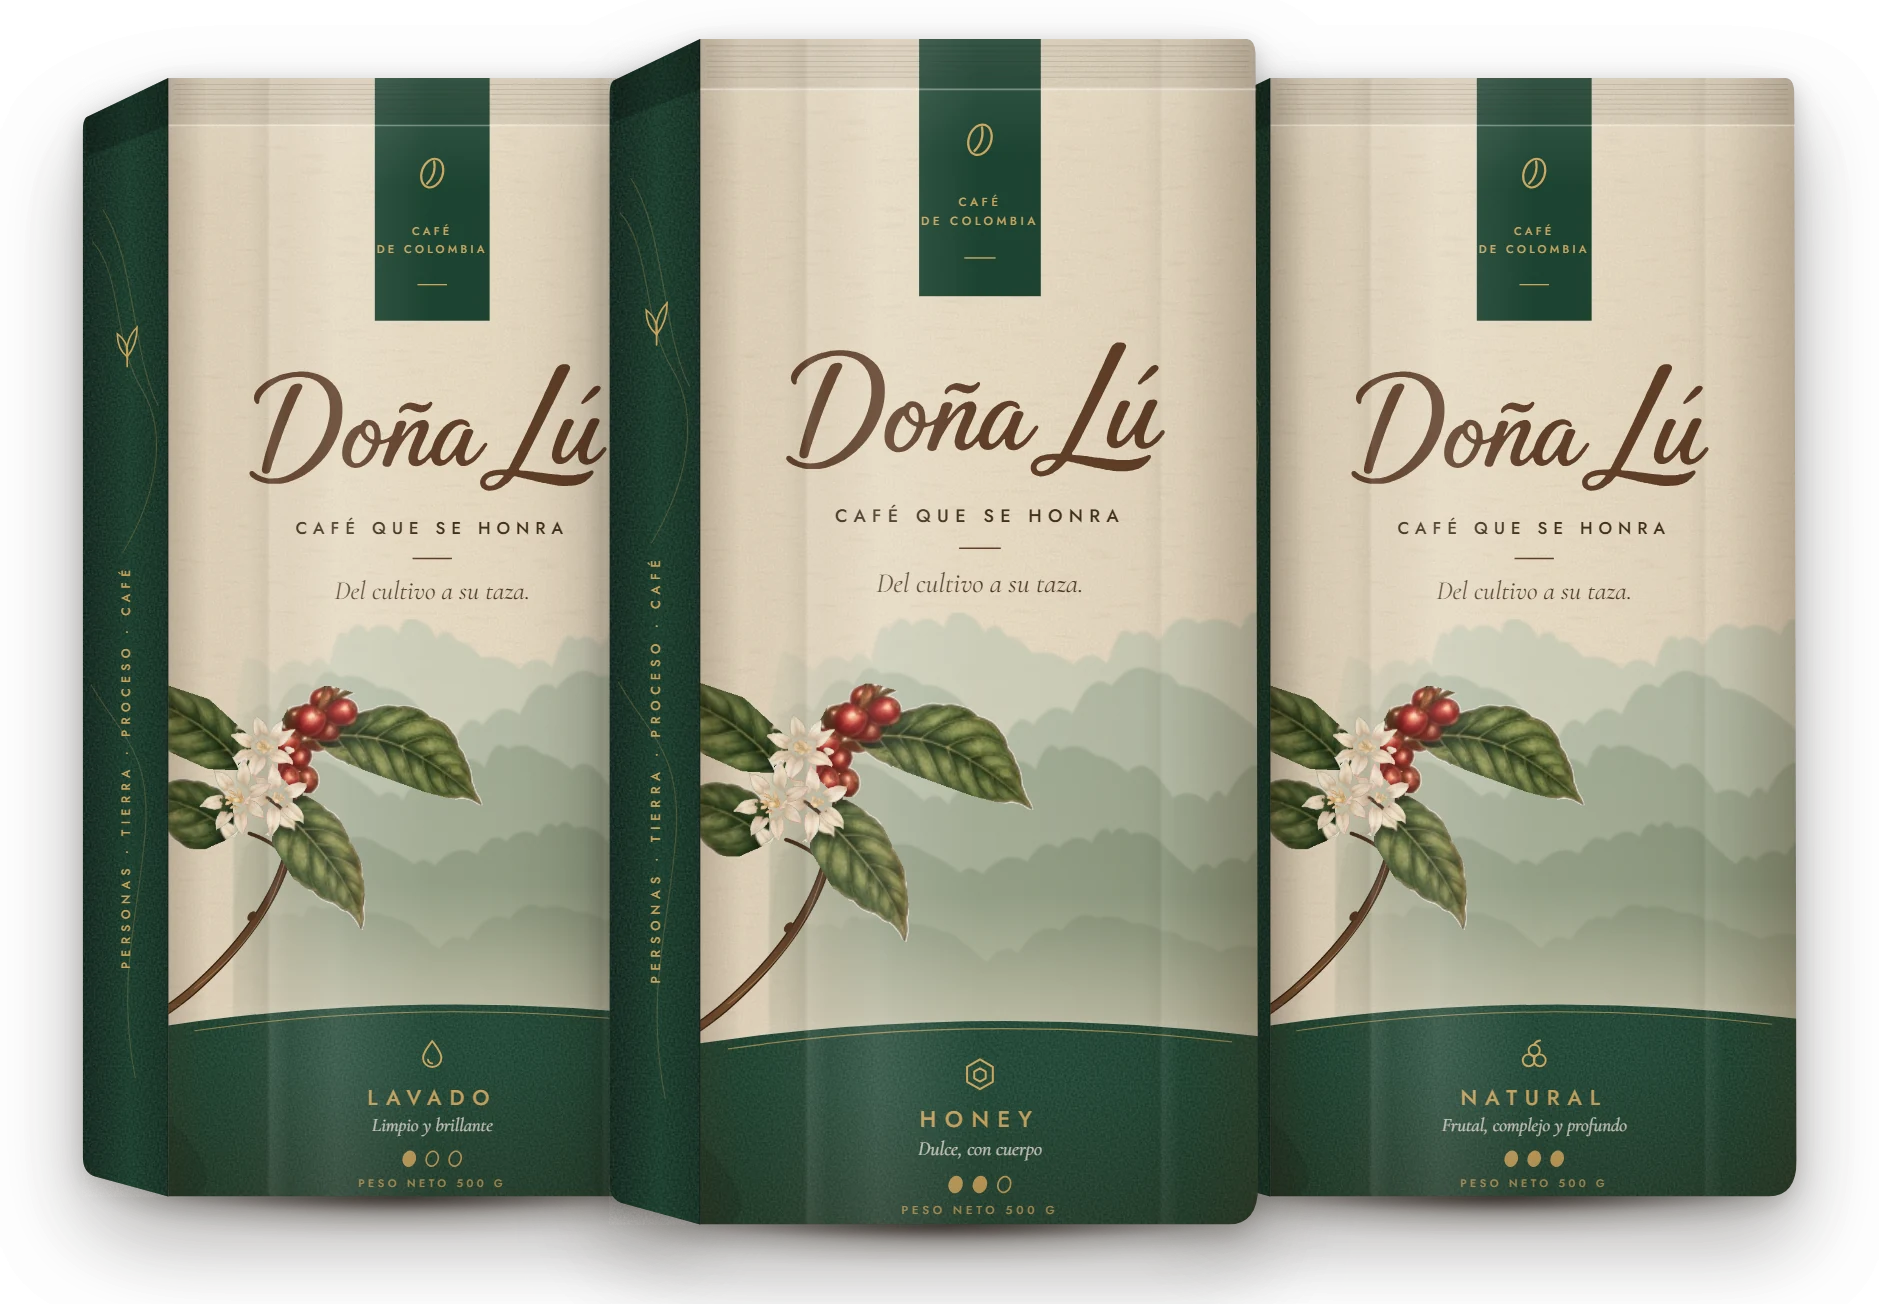 PERSONAS · TIERRA · PROCESO · CAFÉ
CAFÉ
DE COLOMBIA
Doña Lú
CAFÉ QUE SE HONRA
Del cultivo a su taza.
LAVADO
Limpio y brillante
PESO NETO 500 G
PERSONAS · TIERRA · PROCESO · CAFÉ
CAFÉ
DE COLOMBIA
Doña Lú
CAFÉ QUE SE HONRA
Del cultivo a su taza.
HONEY
Dulce, con cuerpo
PESO NETO 500 G
CAFÉ
DE COLOMBIA
Doña Lú
CAFÉ QUE SE HONRA
Del cultivo a su taza.
NATURAL
Frutal, complejo y profundo
PESO NETO 500 G